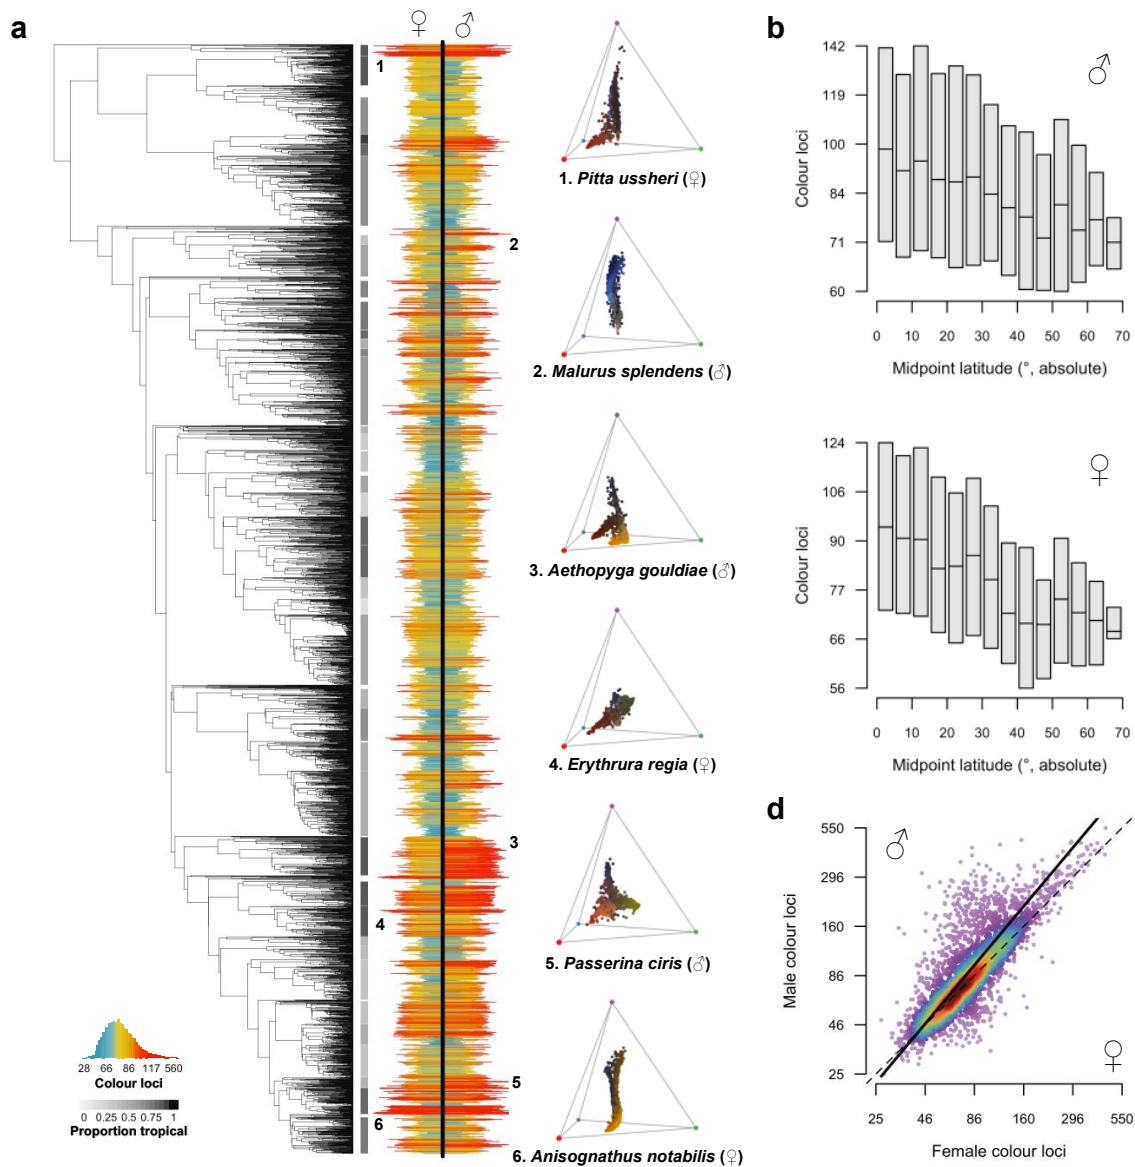 a
♀ ♂
1
2
3
4
5
6
1. Pitta ussheri (♀)
2. Malurus splendens (♂)
3. Aethopyga gouldiae (♂)
4. Erythrura regia (♀)
5. Passerina ciris (♂)
6. Anisognathus notabilis (♀)
28 66 86 117 560
Colour loci
0 0.25 0.5 0.75 1
Proportion tropical
b
♂
142
119
100
84
71
60
Colour loci
0 10 20 30 40 50 60 70
Midpoint latitude (°, absolute)
♀
124
106
90
77
66
56
Colour loci
0 10 20 30 40 50 60 70
Midpoint latitude (°, absolute)
d
♂
550
296
160
86
46
25
Male colour loci
♀
25 46 86 160 296 550
Female colour loci